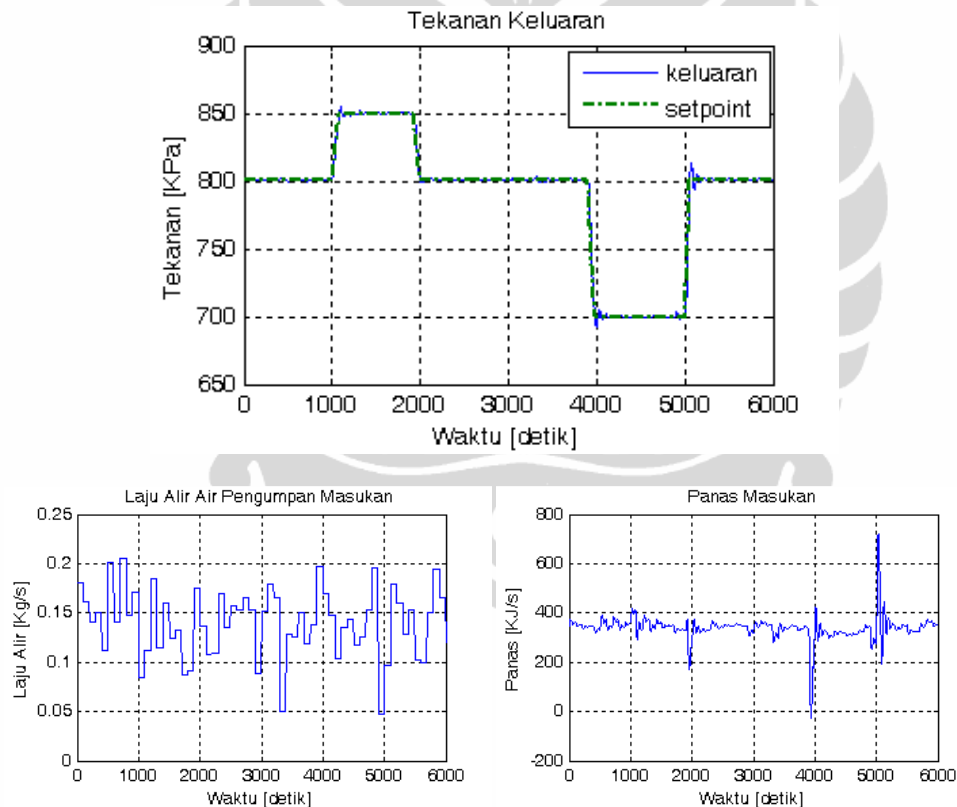 Tekanan Keluaran
900
850
800
750
700
650
Tekanan [KPa]
keluaran
setpoint
0 1000 2000 3000 4000 5000 6000
Waktu [detik]
Laju Alir Air Pengumpan Masukan
0.25
0.2
0.15
0.1
0.05
0
Laju Alir [Kg/s]
0 1000 2000 3000 4000 5000 6000
Waktu [detik]
Panas Masukan
800
600
400
200
0
-200
Panas [KJ/s]
0 1000 2000 3000 4000 5000 6000
Waktu [detik]